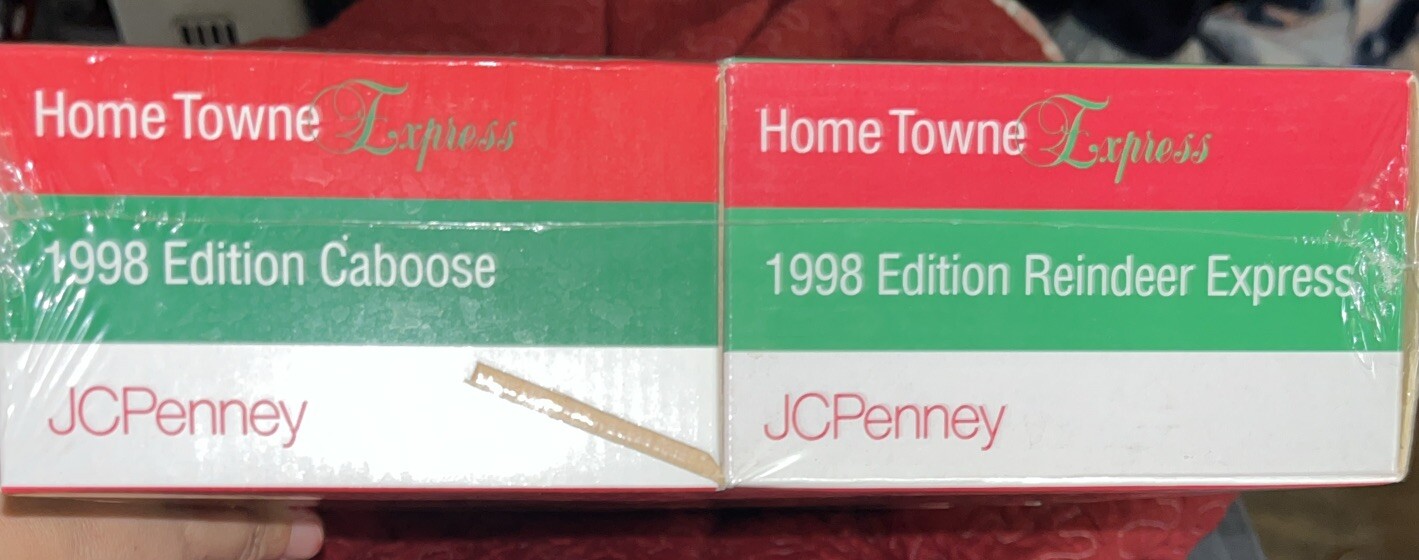 Home Towne Express
1998 Edition Caboose
JCPenney
Home Towne Express
1998 Edition Reindeer Express
JCPenney